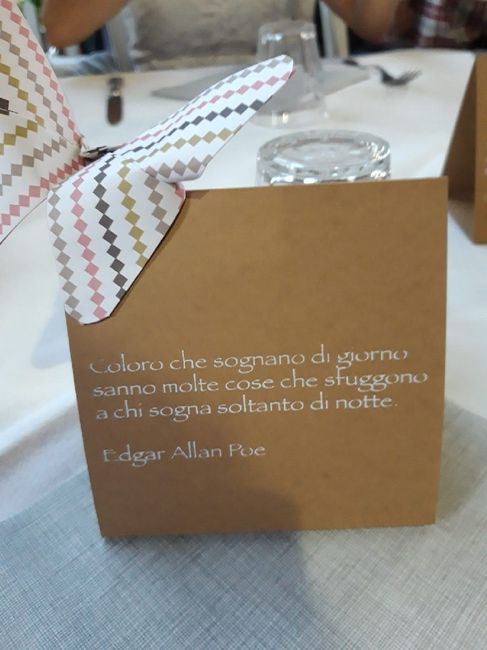 Coloro che sognano di giorno
sanno molte cose che sfuggono
a chi sogna soltanto di notte.
Edgar Allan Poe